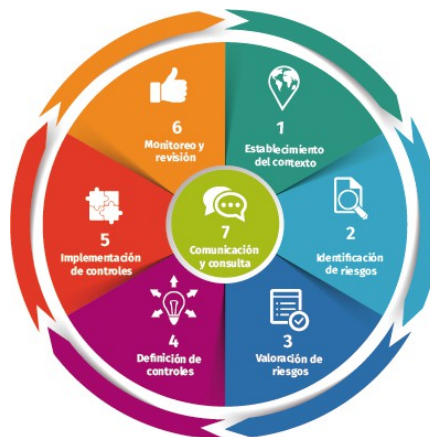 1
Establecimiento
del contexto
2
Identificación
de riesgos
3
Valoración de
riesgos
4
Definición de
controles
5
Implementación
de controles
6
Monitoreo y
revisión
7
Comunicación
y consulta